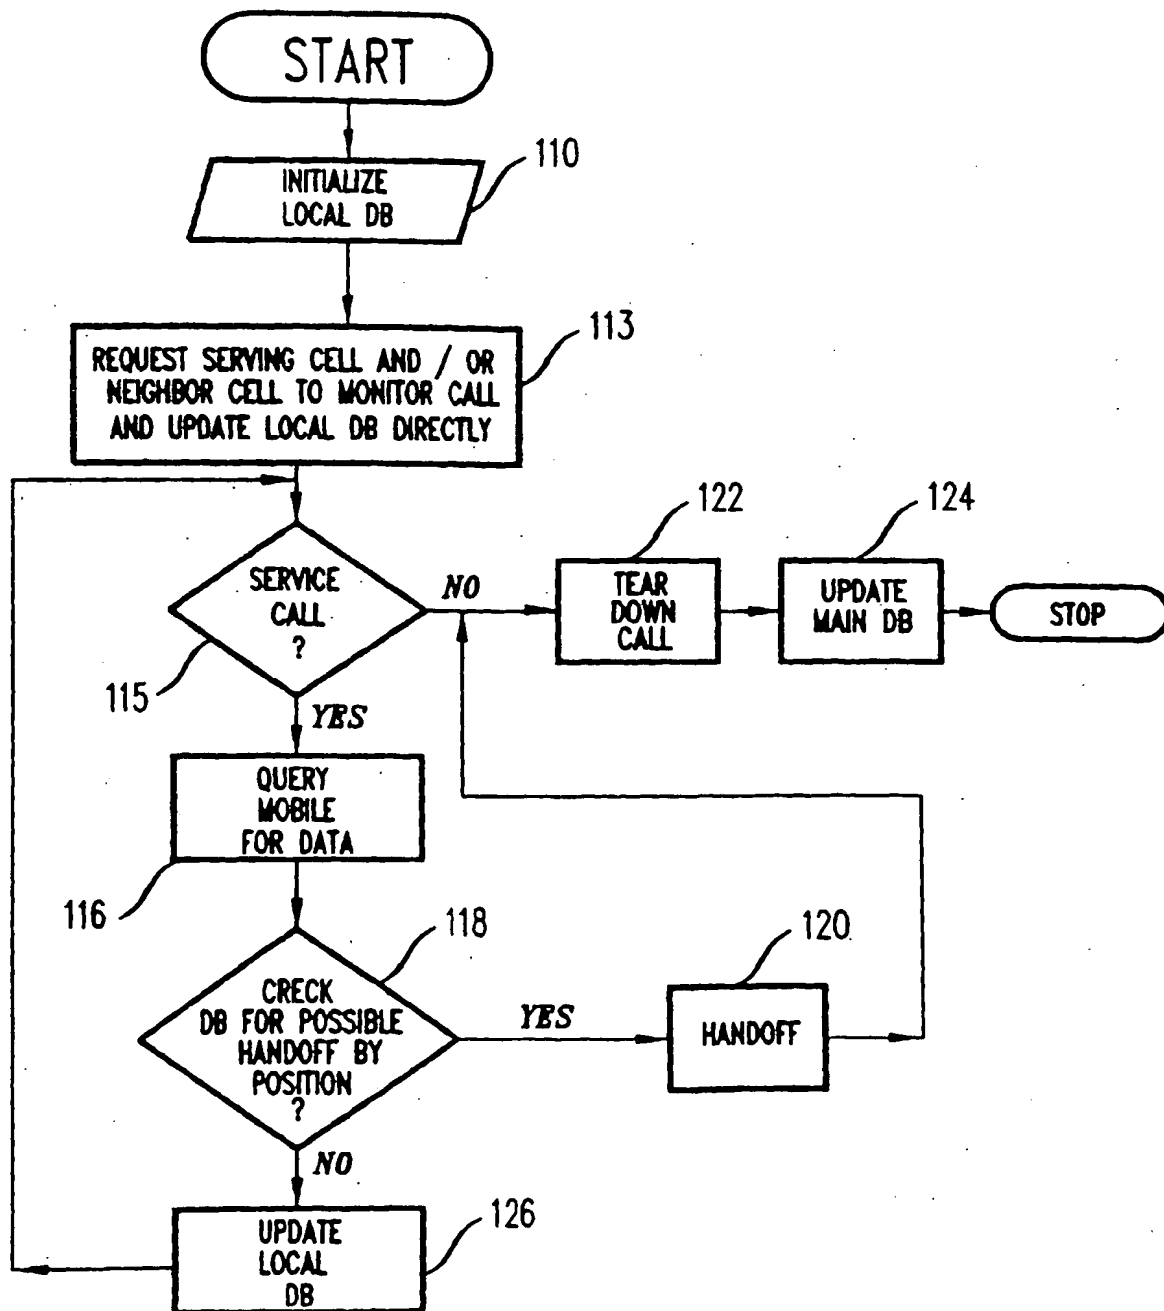 START
110
INITIALIZE
LOCAL DB
113
REQUEST SERVING CELL AND / OR
NEIGHBOR CELL TO MONITOR CALL
AND UPDATE LOCAL DB DIRECTLY
SERVICE
CALL
?
115
NO
122
TEAR
DOWN
CALL
124
UPDATE
MAIN DB
STOP
YES
QUERY
MOBILE
FOR DATA
116
118
CRECK
DB FOR POSSIBLE
HANDOFF BY
POSITION
?
YES
120
HANDOFF
NO
UPDATE
LOCAL
DB
126